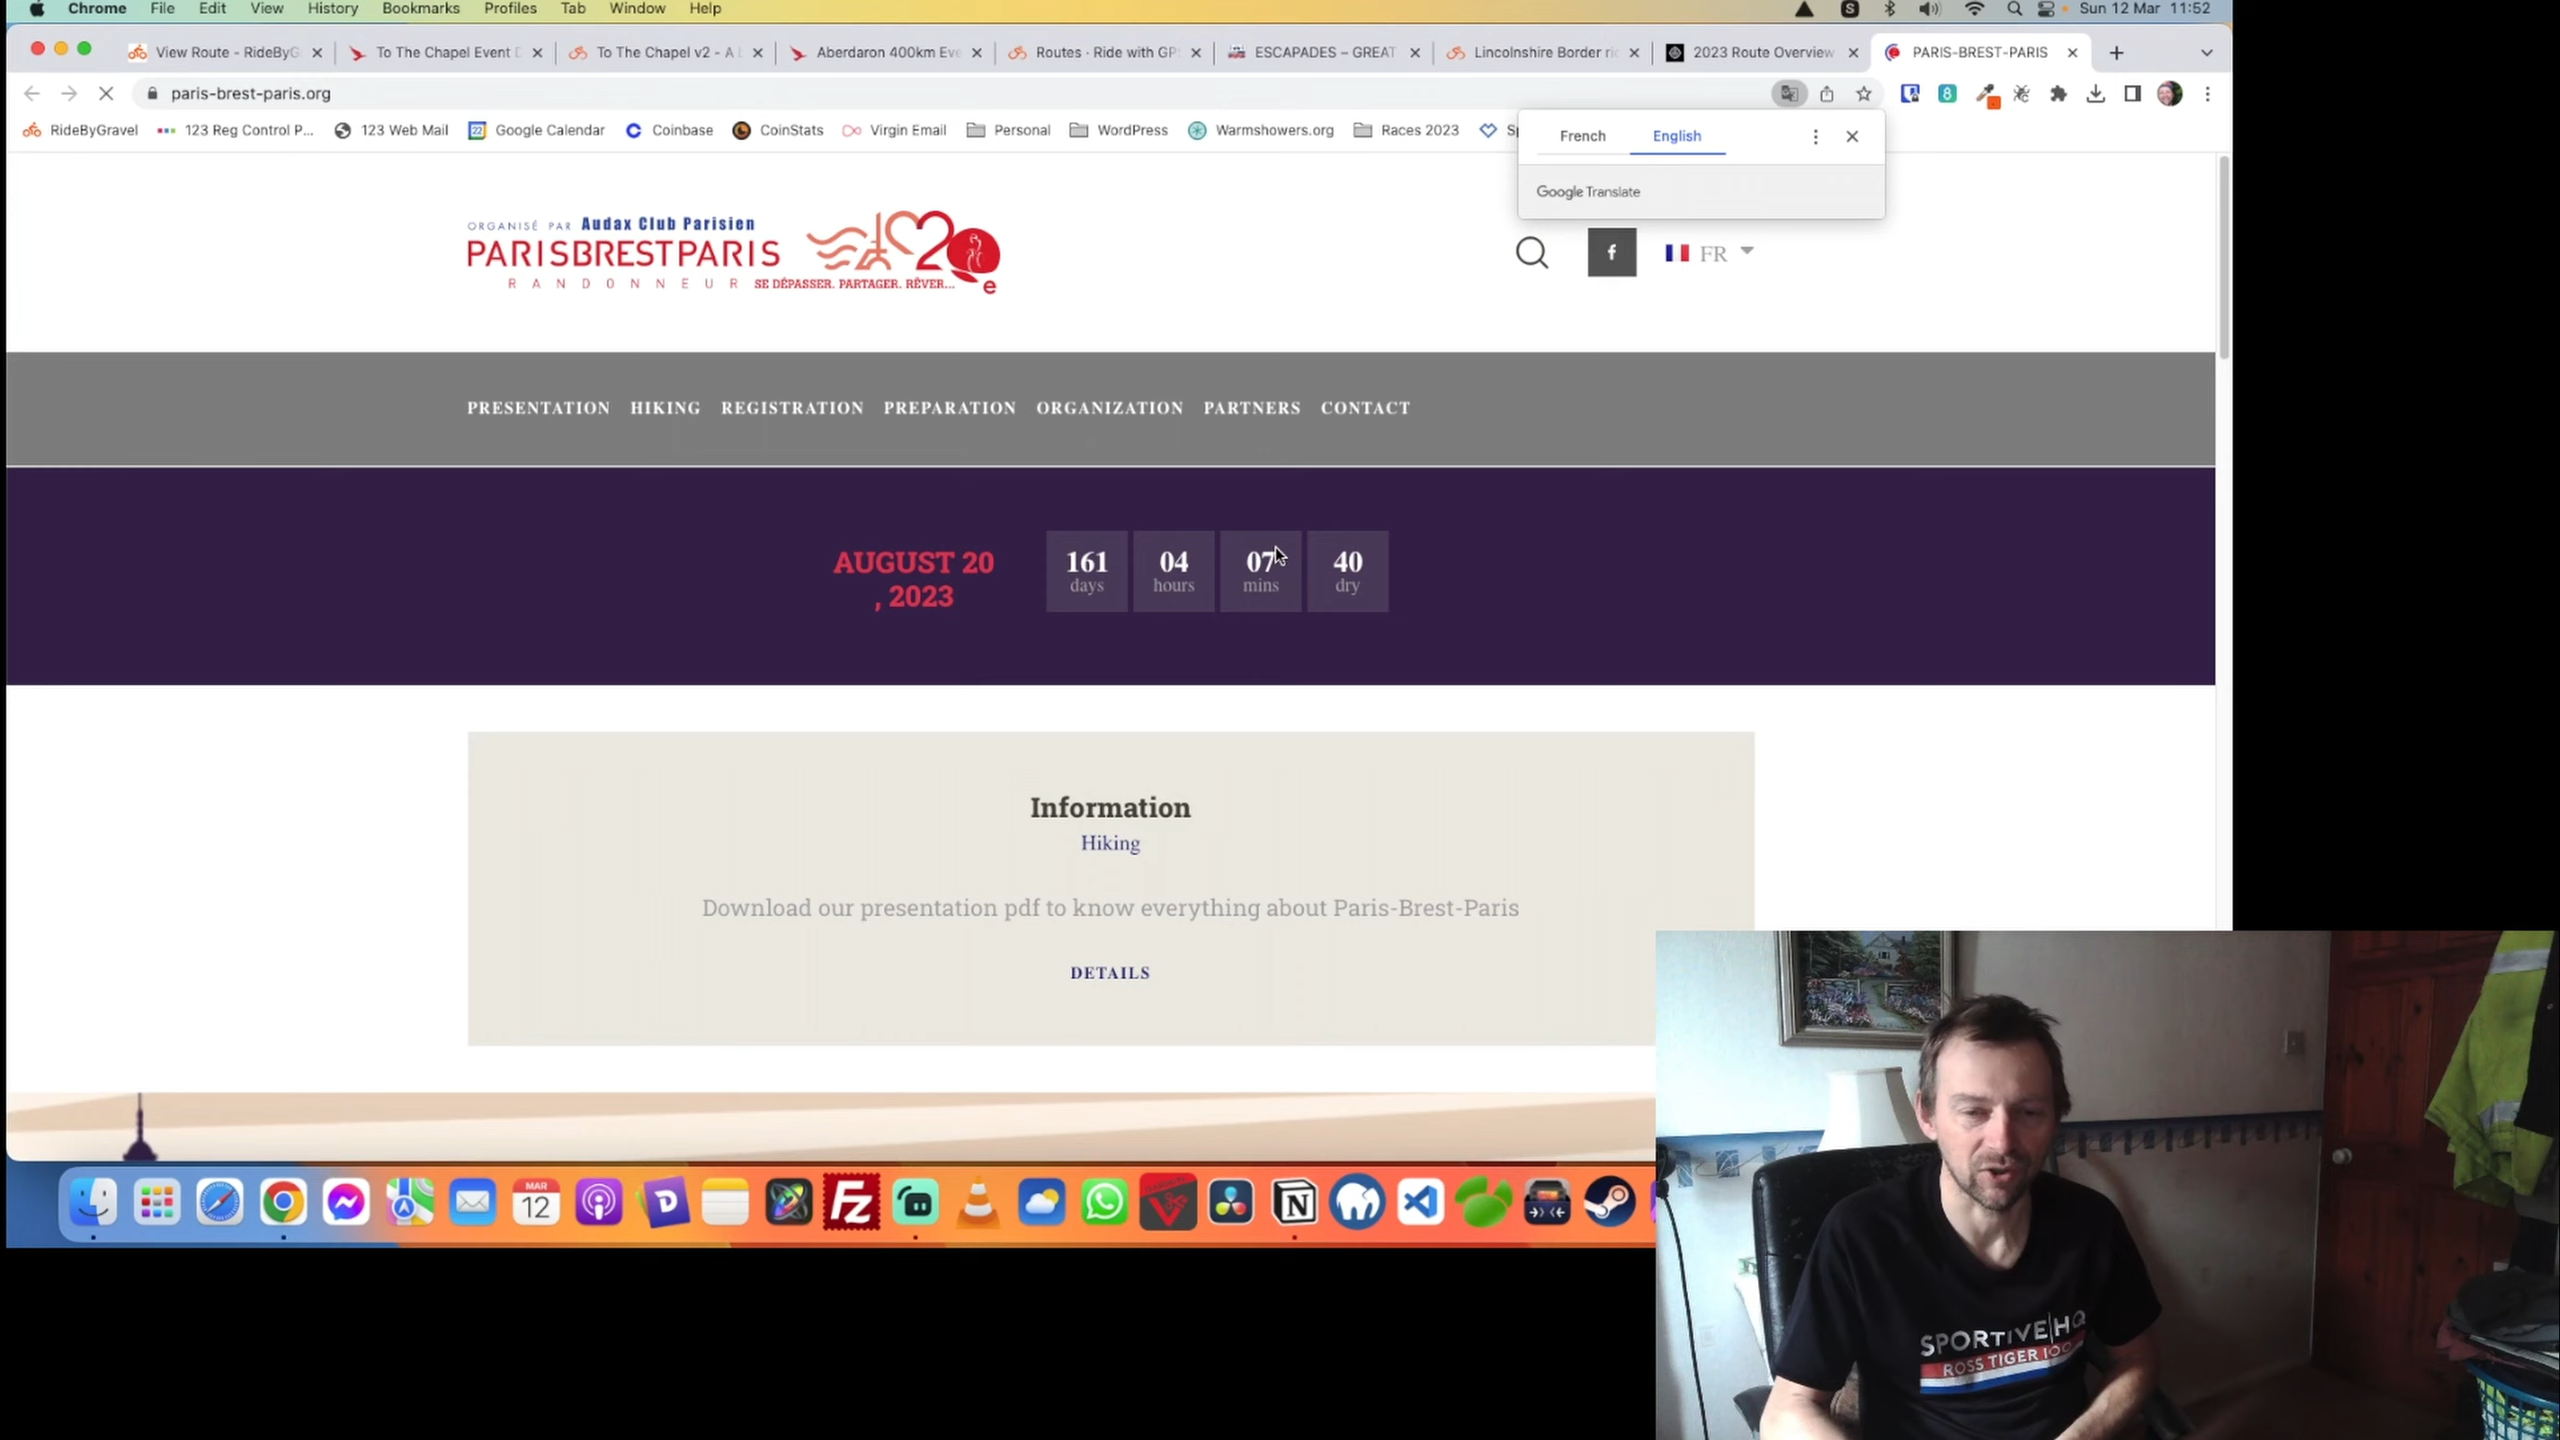 Chrome File Edit View History Bookmarks Profiles Tab Window Help
Sun 12 Mar 11:52
View Route - RideByG
To The Chapel Event
To The Chapel v2 - A
Aberdaron 400km Eve
Routes · Ride with GP
ESCAPADES – GREAT
Lincolnshire Border ri
2023 Route Overview
PARIS-BREST-PARIS
paris-brest-paris.org
RideByGravel
123 Reg Control P...
123 Web Mail
Google Calendar
Coinbase
CoinStats
Virgin Email
Personal
WordPress
Warmshowers.org
Races 2023
French English
Google Translate
ORGANISÉ PAR Audax Club Parisien
PARISBRESTPARIS
RANDONNEUR SE DÉPASSER. PARTAGER. RÊVER...
20
e
f
FR
PRESENTATION HIKING REGISTRATION PREPARATION ORGANIZATION PARTNERS CONTACT
AUGUST 20
, 2023
161 04 07 40
days hours mins dry
Information
Hiking
Download our presentation pdf to know everything about Paris-Brest-Paris
DETAILS
MAR
12
D
Fz
N
SPORTIVE|HQ
ROSS TIGER 100